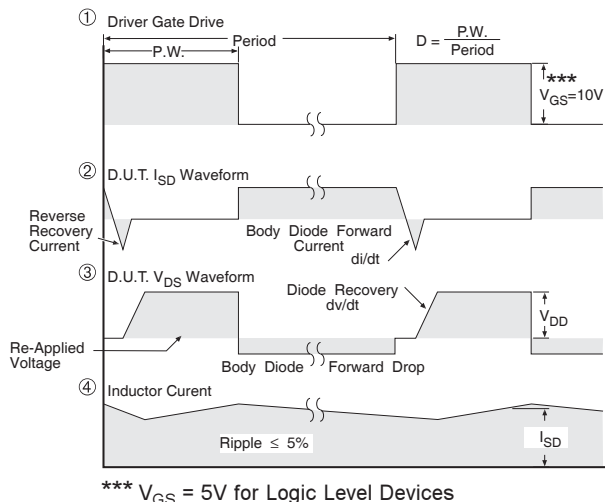 ① Driver Gate Drive
P.W.
Period
D = P.W. / Period
***
VGS=10V
② D.U.T. ISD Waveform
Reverse
Recovery
Current
Body Diode Forward
Current
di/dt
③ D.U.T. VDS Waveform
Diode Recovery
dv/dt
VDD
Re-Applied
Voltage
Body Diode Forward Drop
④ Inductor Curent
Ripple ≤ 5%
ISD
*** VGS = 5V for Logic Level Devices